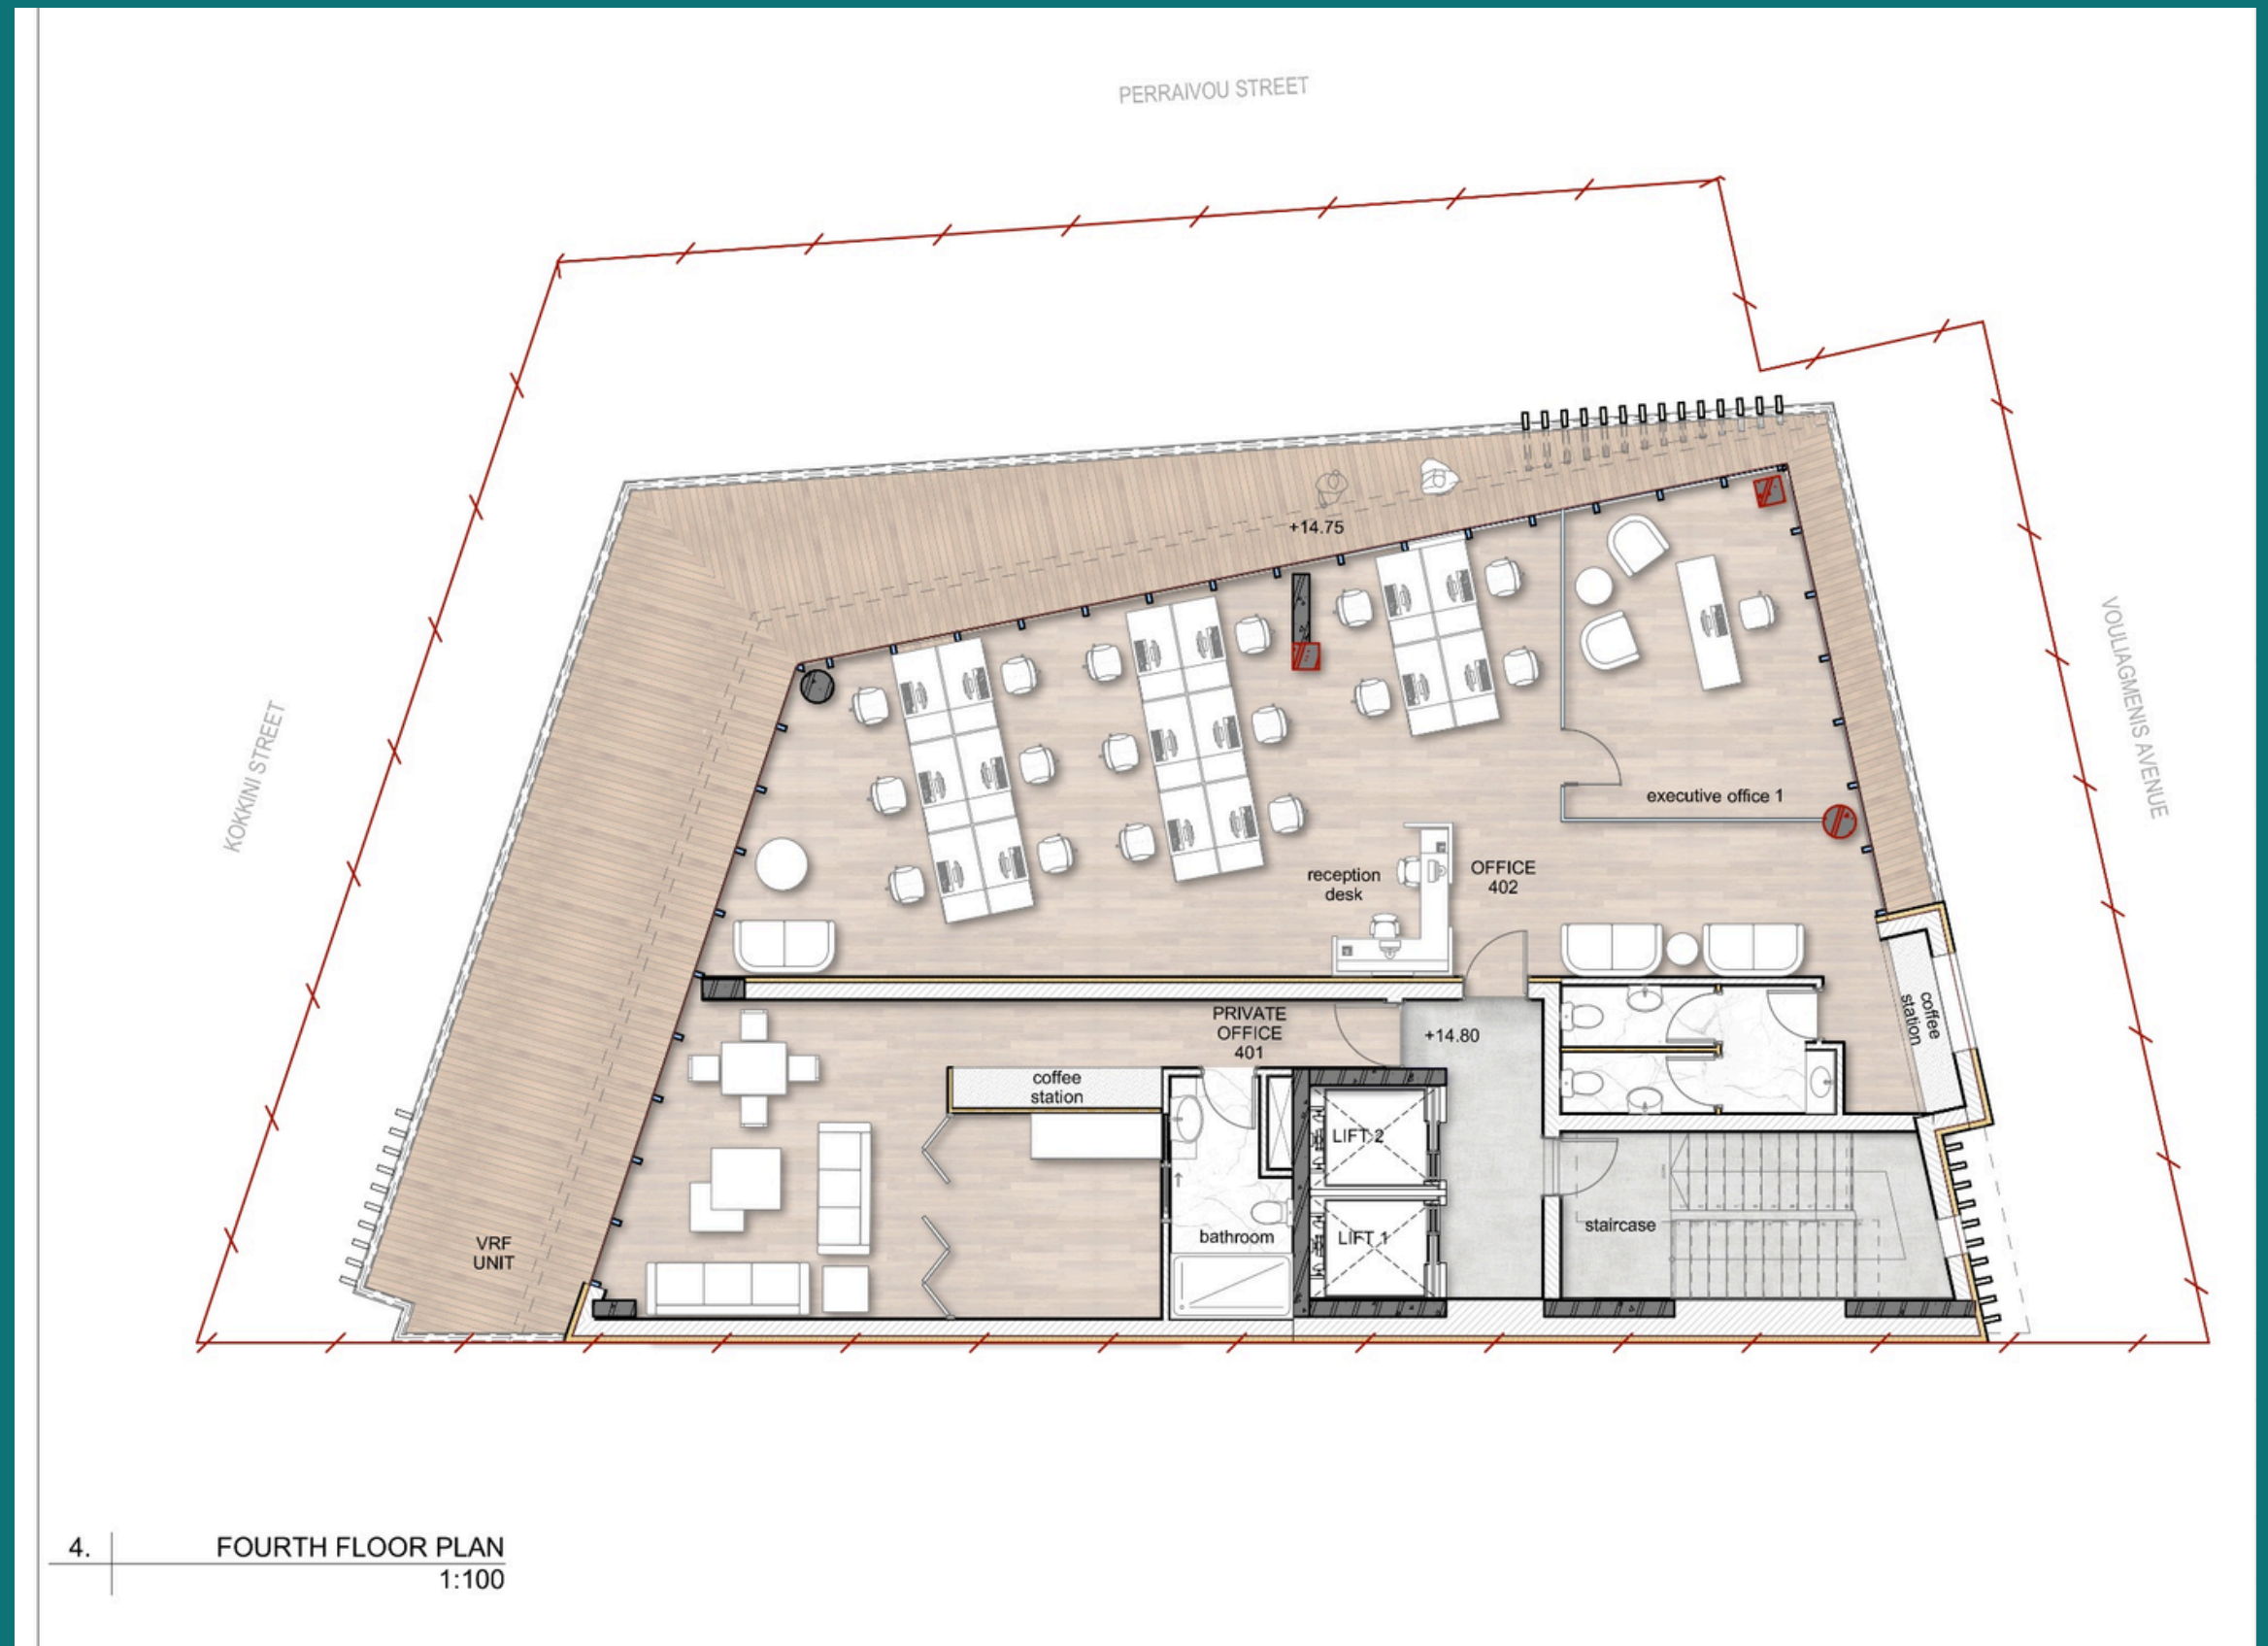 PERRAIVOU STREET
KOKKINI STREET
VOULIAGMENIS AVENUE
+14.75
executive office 1
reception
desk
OFFICE
402
coffee
station
PRIVATE
OFFICE
401
+14.80
coffee
station
LIFT 2
LIFT 1
bathroom
staircase
VRF
UNIT
4.
FOURTH FLOOR PLAN
1:100